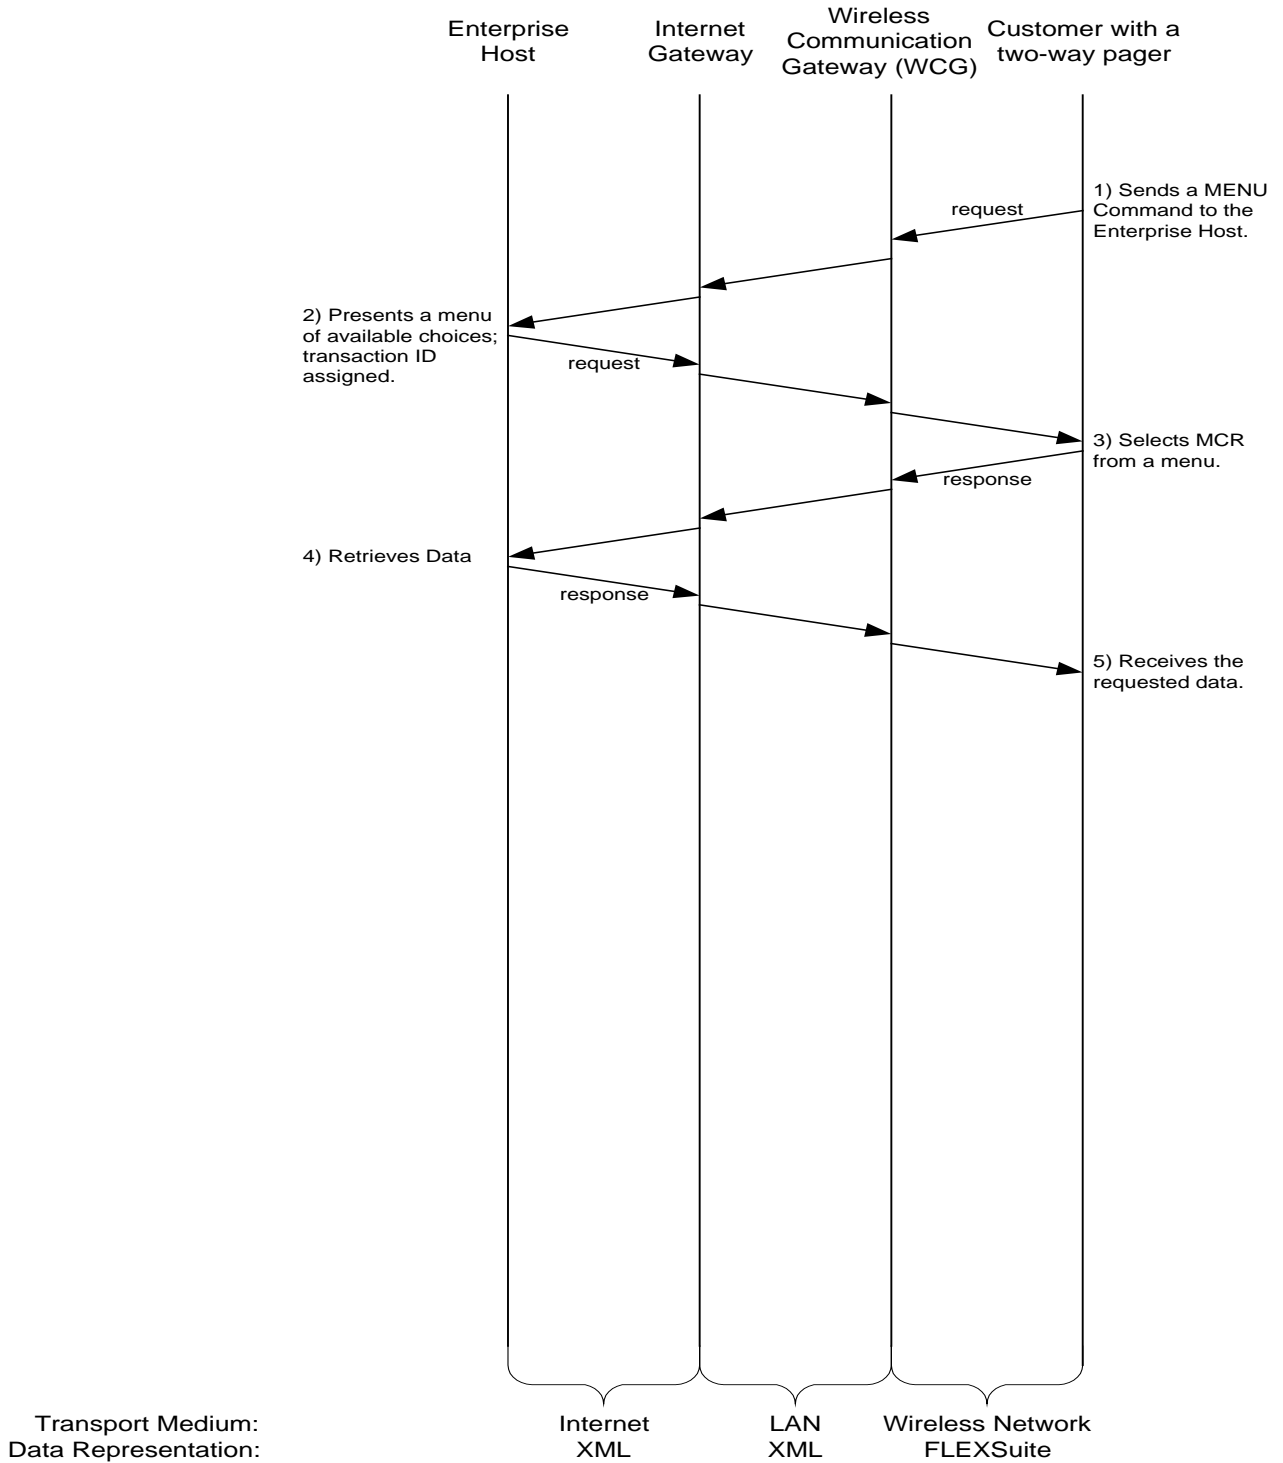 Enterprise
Host
Internet
Gateway
Wireless
Communication
Gateway (WCG)
Customer with a
two-way pager
1) Sends a MENU
Command to the
Enterprise Host.
request
2) Presents a menu
of available choices;
transaction ID
assigned.
request
3) Selects MCR
from a menu.
response
4) Retrieves Data
response
5) Receives the
requested data.
Transport Medium:
Internet
LAN
Wireless Network
Data Representation:
XML
XML
FLEXSuite